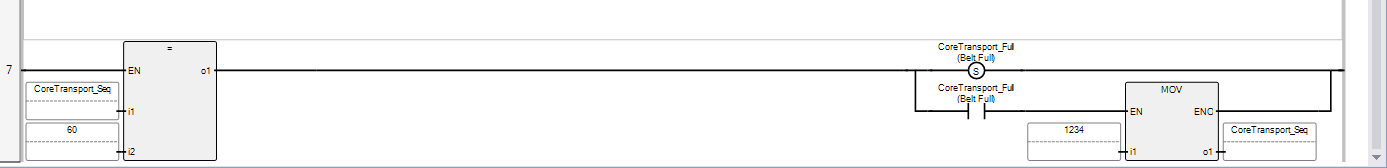 =
CoreTransport_Full
(Belt Full)
S
7
EN
o1
CoreTransport_Seq
i1
CoreTransport_Full
(Belt Full)
MOV
EN
ENO
60
i2
1234
i1
o1
CoreTransport_Seq